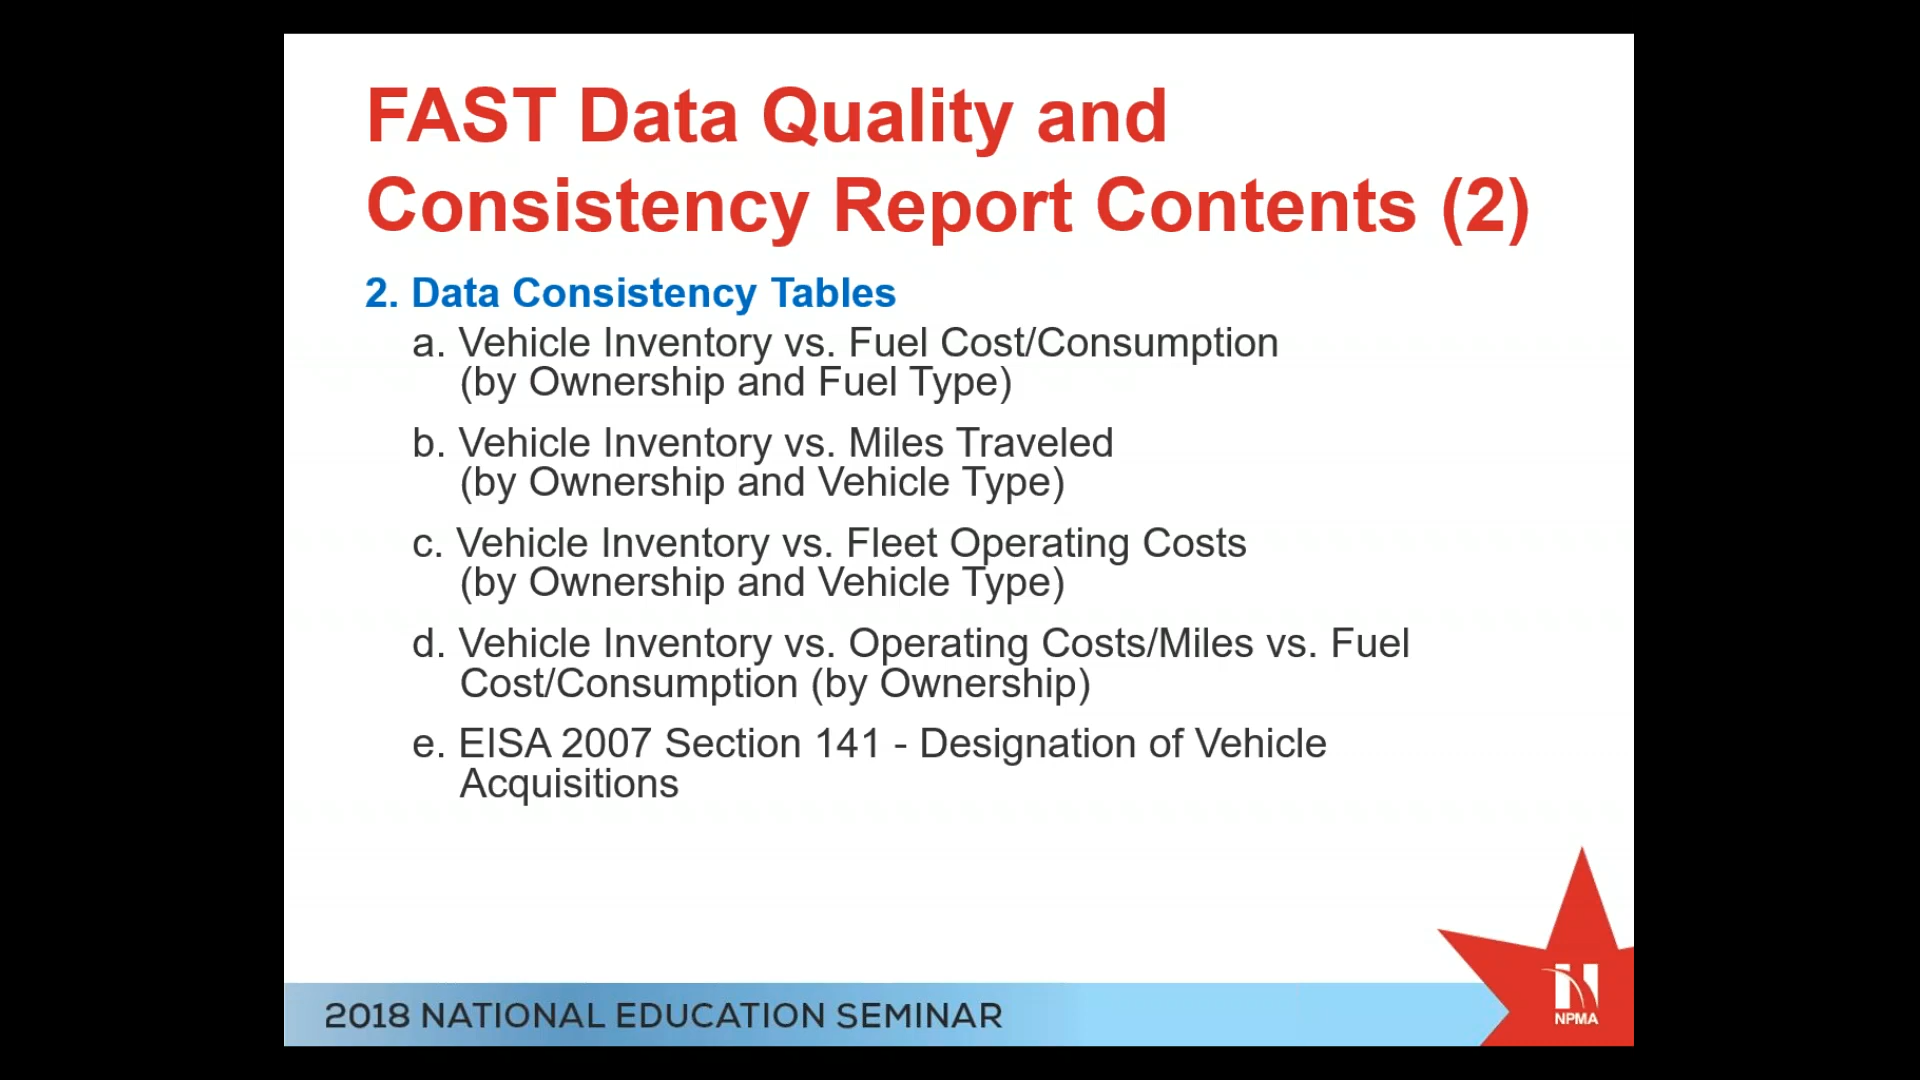 FAST Data Quality and
Consistency Report Contents (2)
2. Data Consistency Tables
a. Vehicle Inventory vs. Fuel Cost/Consumption
(by Ownership and Fuel Type)
b. Vehicle Inventory vs. Miles Traveled
(by Ownership and Vehicle Type)
c. Vehicle Inventory vs. Fleet Operating Costs
(by Ownership and Vehicle Type)
d. Vehicle Inventory vs. Operating Costs/Miles vs. Fuel
Cost/Consumption (by Ownership)
e. EISA 2007 Section 141 - Designation of Vehicle
Acquisitions
2018 NATIONAL EDUCATION SEMINAR
NPMA